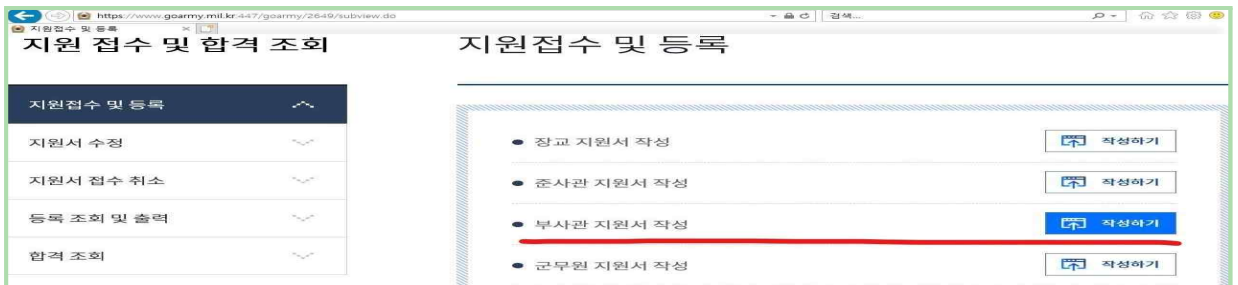 https://www.goarmy.mil.kr:447/goarmy/2649/subview.do
검색...
지원접수 및 등록
지원 접수 및 합격 조회
지원접수 및 등록
지원서 수정
지원서 접수 취소
등록 조회 및 출력
합격 조회
지원접수 및 등록
장교 지원서 작성 작성하기
준사관 지원서 작성 작성하기
부사관 지원서 작성 작성하기
군무원 지원서 작성 작성하기